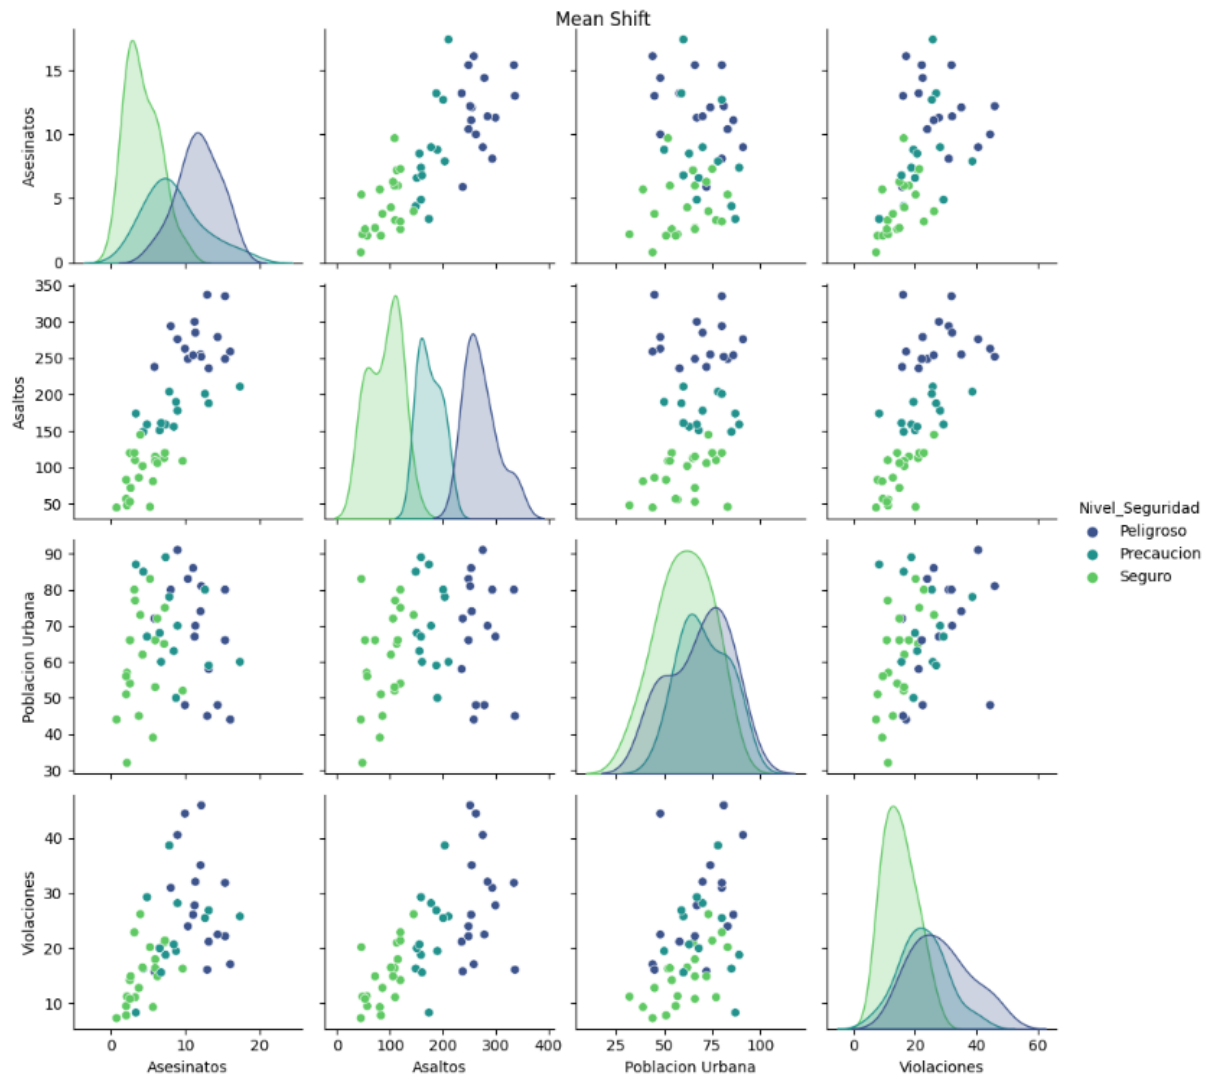 Mean Shift
Asesinatos
15
10
5
0
Asaltos
350
300
250
200
150
100
50
Nivel_Seguridad
Peligroso
Precaucion
Seguro
Poblacion Urbana
90
80
70
60
50
40
30
Violaciones
40
30
20
10
0 10 20
0 100 200 300 400
25 50 75 100
0 20 40 60
Asesinatos
Asaltos
Poblacion Urbana
Violaciones